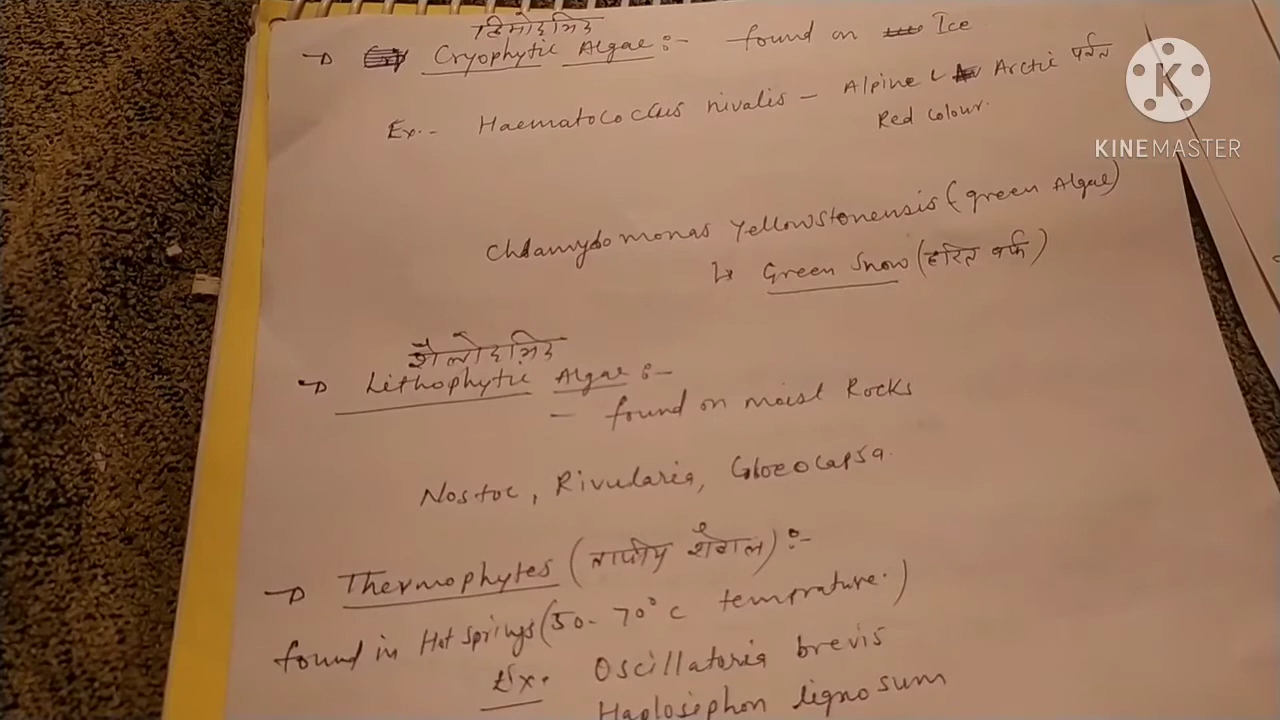 हिमोदभिद
→ Cryophytic Algae :- found on Ice
Ex.- Haematococcus nivalis - Alpine & Arctic पर्वत
Red Colour.
Chlamydomonas Yellowstonensis (green Algae)
↳ Green Snow (हरित बर्फ)
शैलोदभिद
→ Lithophytic Algae :-
- found on moist Rocks
Nostoc, Rivularia, Gloeocapsa.
→ Thermophytes (तापीय शैवाल) :-
found in Hot springs (50-70°C temprature.)
Ex. Oscillatoria brevis
Haplosiphon lignosum
K
KINEMASTER